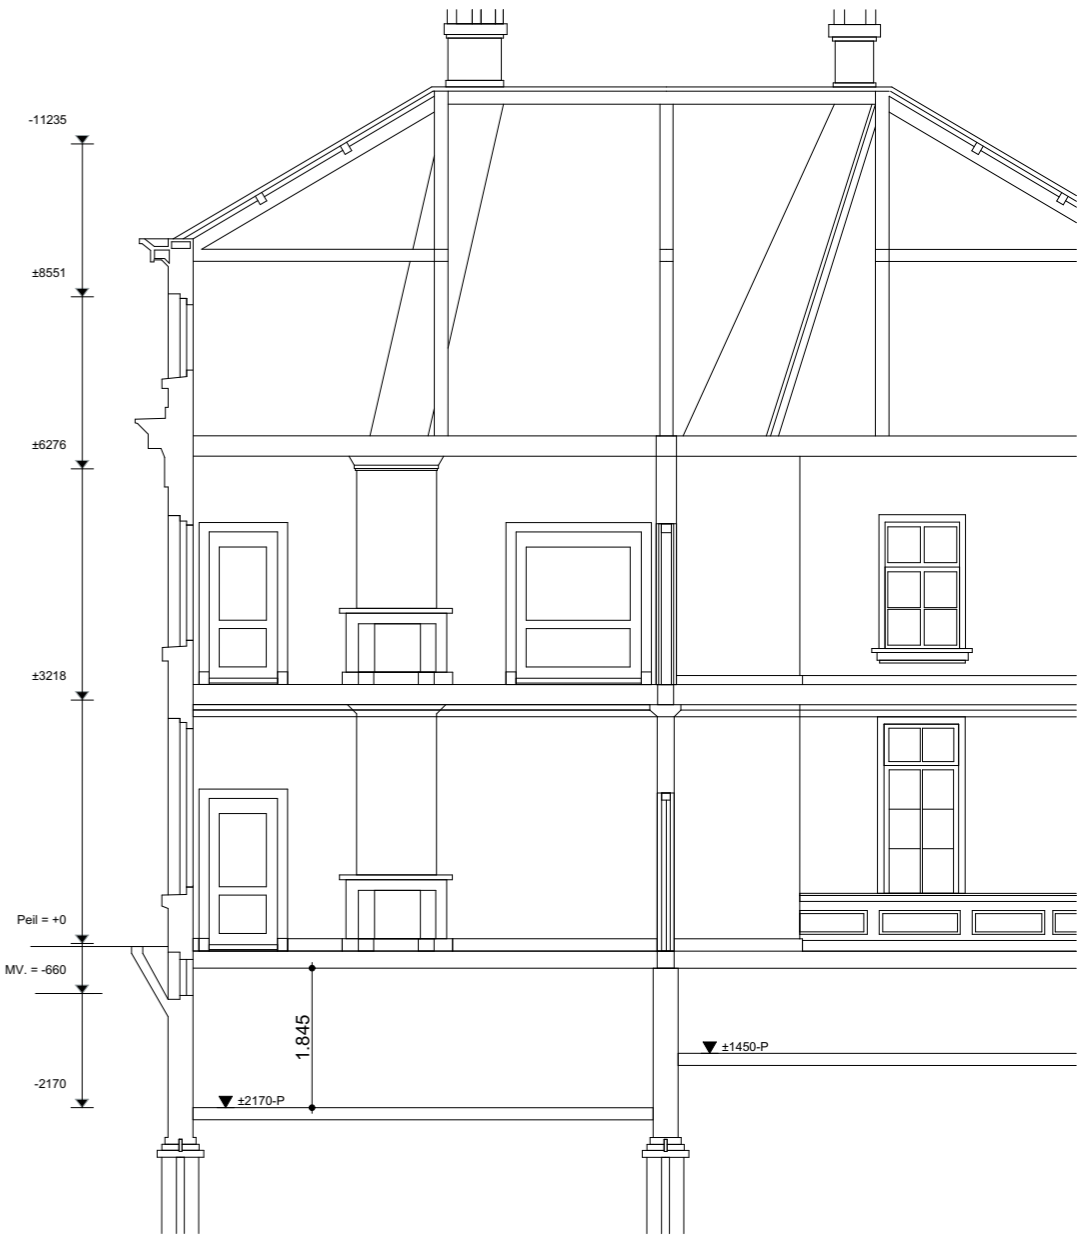 -11235
±8551
±6276
±3218
Peil = +0
MV. = -660
-2170
1.845
±2170-P
±1450-P